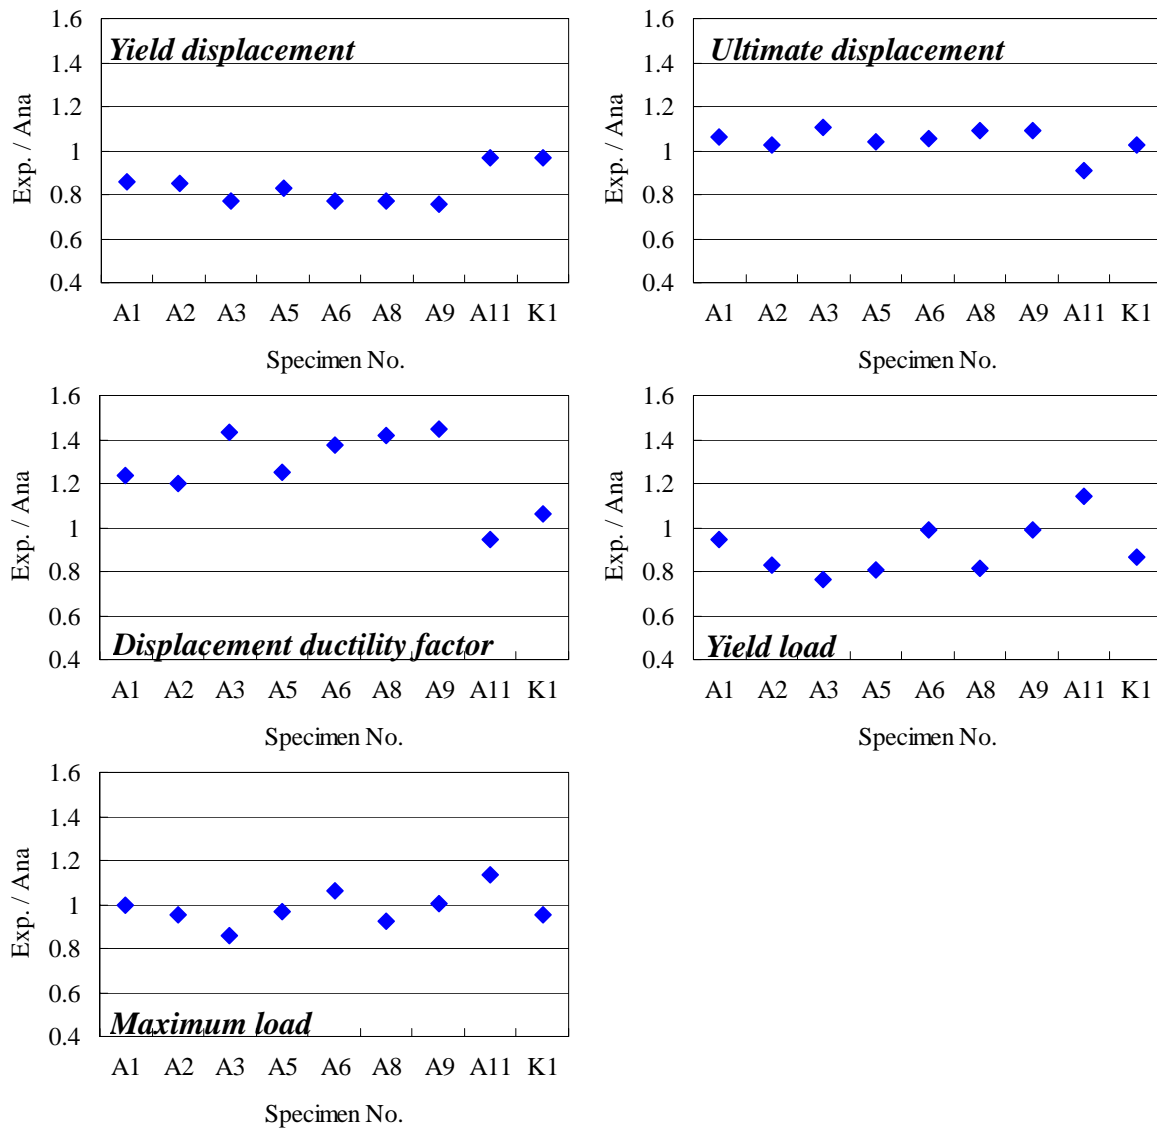 1.6
1.4
1.2
1
0.8
0.6
0.4
Exp. / Ana
Yield displacement
A1 A2 A3 A5 A6 A8 A9 A11 K1
Specimen No.
1.6
1.4
1.2
1
0.8
0.6
0.4
Exp. / Ana
Ultimate displacement
A1 A2 A3 A5 A6 A8 A9 A11 K1
Specimen No.
1.6
1.4
1.2
1
0.8
0.6
0.4
Exp. / Ana
Displacement ductility factor
A1 A2 A3 A5 A6 A8 A9 A11 K1
Specimen No.
1.6
1.4
1.2
1
0.8
0.6
0.4
Exp. / Ana
Yield load
A1 A2 A3 A5 A6 A8 A9 A11 K1
Specimen No.
1.6
1.4
1.2
1
0.8
0.6
0.4
Exp. / Ana
Maximum load
A1 A2 A3 A5 A6 A8 A9 A11 K1
Specimen No.